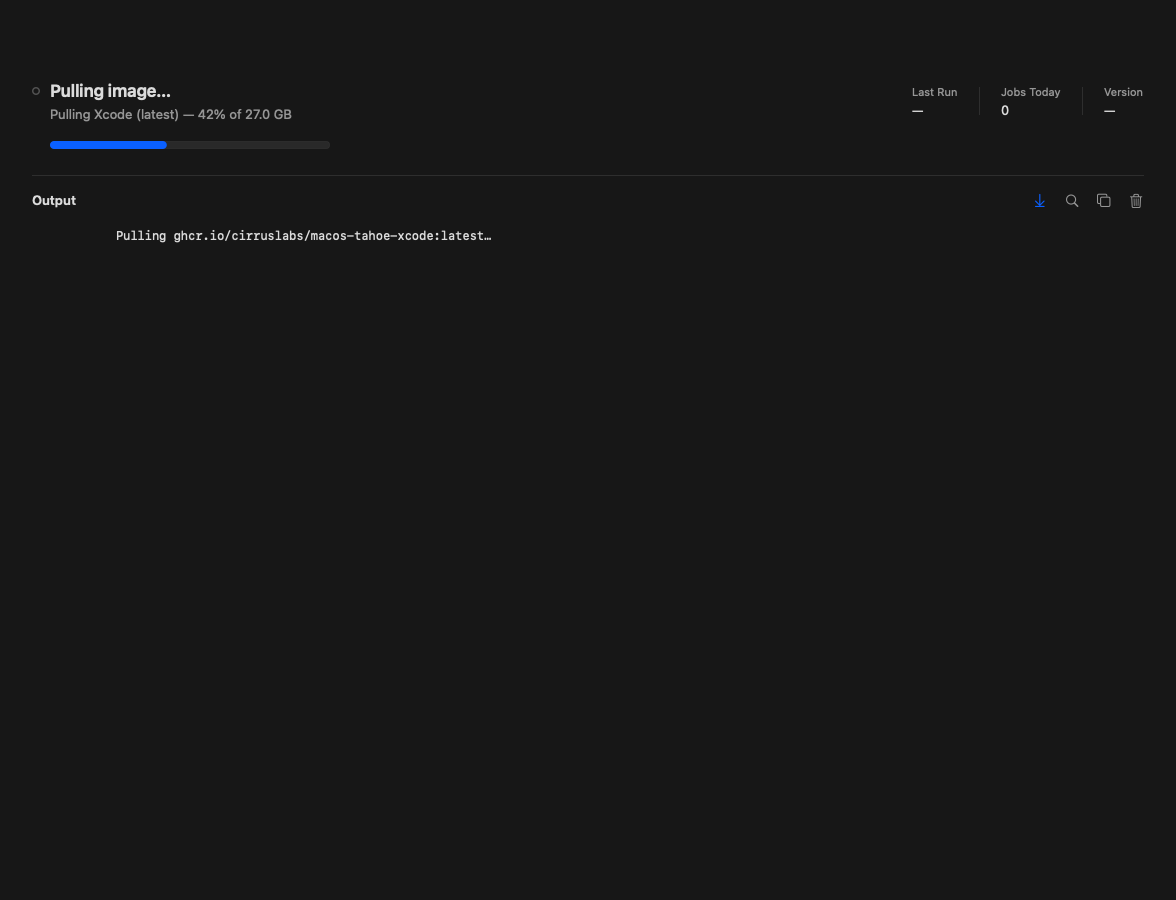 Pulling image...
Pulling Xcode (latest) — 42% of 27.0 GB
Last Run
—
Jobs Today
0
Version
—
Output
Pulling ghcr.io/cirruslabs/macos-tahoe-xcode:latest…